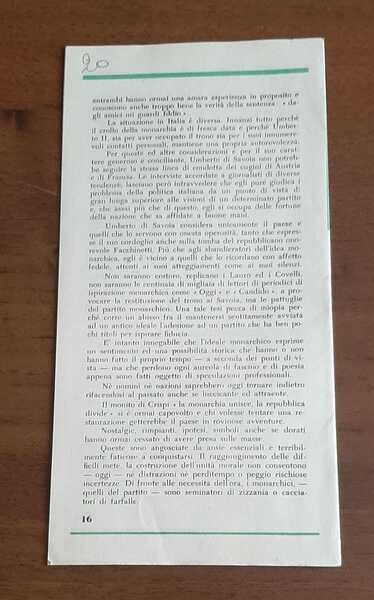 20
entrambi hanno ormai una amara esperienza in proposito e
conoscono anche troppo bene la verità della sentenza: « da-
gli amici mi guardi Iddio »
La situazione in Italia è diversa. Innanzi tutto perchè
il crollo della monarchia è di fresca data e perchè Umber-
to II, sia per aver occupato il trono sia per i suoi innumere-
voli contatti personali, mantiene una propria autorevolezza.
Per queste ed altre considerazioni e per il suo carat-
tere generoso e conciliante, Umberto di Savoia non potreb-
be seguire la stessa linea di condotta dei cugini di Austria
e di Francia. Le interviste accordate a giornalisti di diverse
tendenze, lasciano però intravvedere che egli pure giudica i
problemi della politica italiana da un punto di vista di
gran lunga superiore alle visioni di un determinato partito
e, che assai più che di questo, egli si occupa delle fortune
della nazione che sa affidate a buone mani.
Umberto di Savoia considera unicamente il paese e
quelli che lo servono con onesta operosità, tanto che espres-
se il suo cordoglio anche sulla tomba del repubblicano ono-
revole Facchinetti. Più che agli sbandieratori dell'idea mo-
narchica, egli è vicino a quelli che lo ricordano con affetto
fedele, attenti ai suoi atteggiamenti come ai suoi silenzi.
Non saranno costoro, replicano i Lauro ed i Covelli,
non saranno le centinaia di migliaia di lettori di periodici di
ispirazione monarchica come « Oggi » e « Candido », a pro-
vocare la restituzione del trono ai Savoia, ma le pattuglie
del partito monarchico. Una tale tesi pecca di miopia per-
chè corre un abisso fra il mantenersi sentitamente avviata
ad un antico ideale l'adesione ad un partito che ha ben po-
chi titoli per ispirare fiducia.
E' intanto innegabile che l'ideale monarchico esprime
un sentimento ed una possibilità storica che hanno o non
hanno fatto il proprio tempo — a seconda dei punti di vi-
sta — ma che perdono ogni aureola di fascino e di poesia
appena sono fatti oggetto di speculazioni professionali.
Nè uomini nè nazioni saprebbero oggi tornare indietro
rifacendosi al passato anche se luccicante ed attraente.
Il monito di Crispi « la monarchia unisce, la repubblica
divide » si è ormai capovolto e chi volesse tentare una re-
staurazione getterebbe il paese in rovinose avventure.
Nostalgie, rimpianti, ipotesi, simboli anche se dorati
hanno ormai cessato di avere presa sulle masse.
Queste sono angosciate da ansie essenziali e terribil-
mente faticose a conquistarsi. Il raggiungimento delle dif-
ficili mete, la costruzione dell'unità morale non consentono
— oggi — nè distrazioni nè perditempo o peggio rischiose
incertezze. Di fronte alle necessità dell'ora, i monarchici, —
quelli del partito — sono seminatori di zizzania o caccia-
tori di farfalle.
16